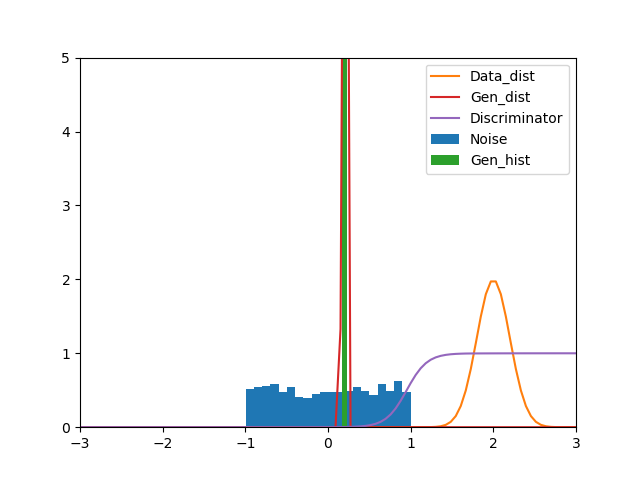 5
4
3
2
1
0
−3
−2
−1
0
1
2
3
Data_dist
Gen_dist
Discriminator
Noise
Gen_hist